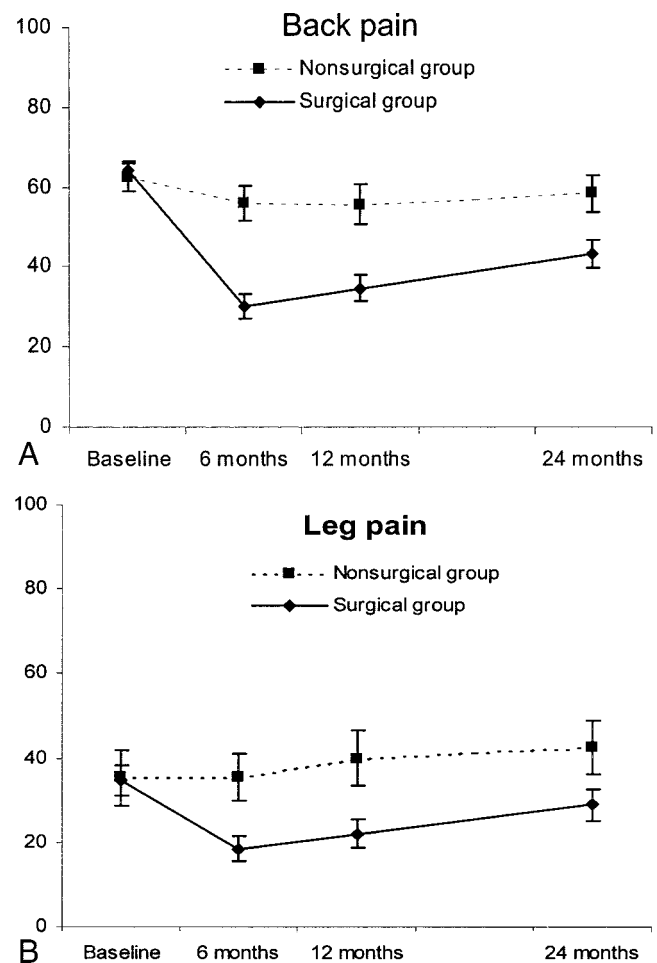 100
Back pain
Nonsurgical group
Surgical group
80
60
40
20
0
A
Baseline 6 months 12 months 24 months
100
Leg pain
Nonsurgical group
Surgical group
80
60
40
20
0
B
Baseline 6 months 12 months 24 months